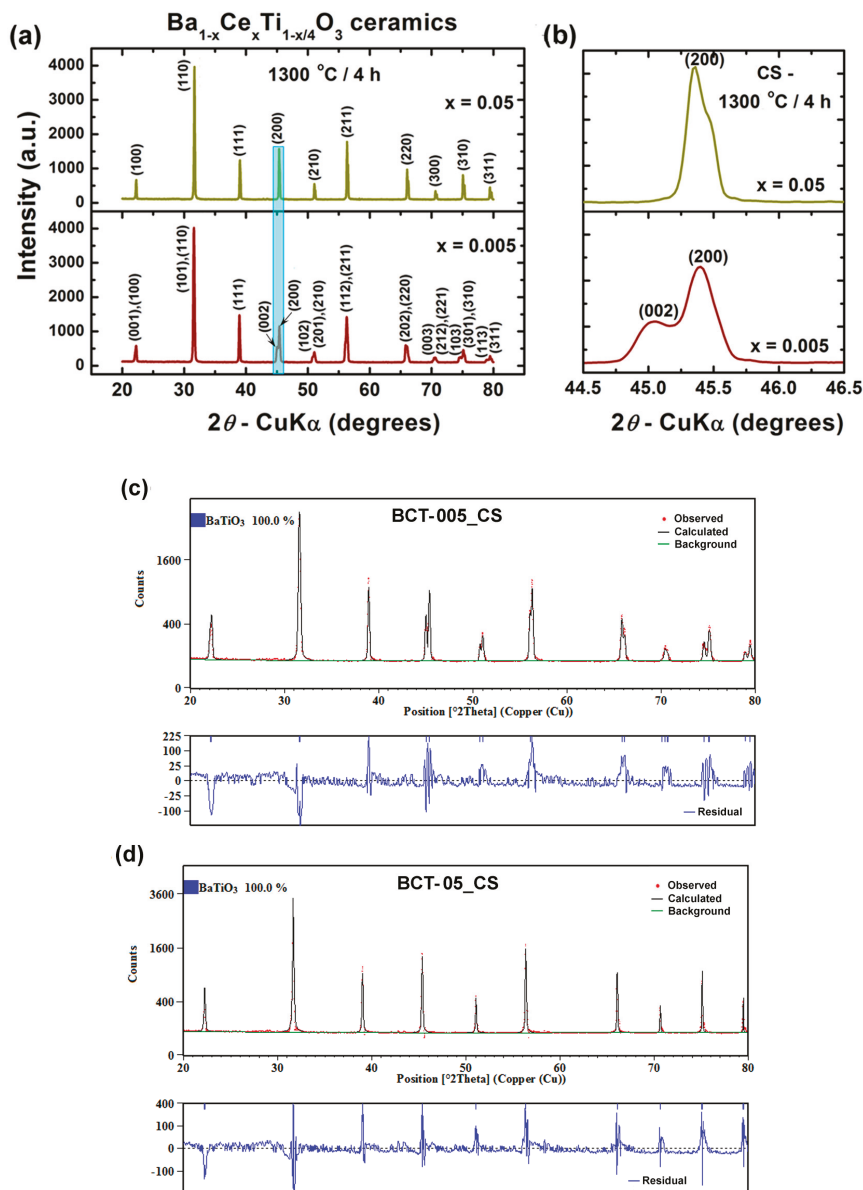 (a)
Ba1-xCexTi1-x/4O3 ceramics
1300 °C / 4 h
x = 0.05
4000
3000
2000
1000
0
(100)
(110)
(111)
(200)
(210)
(211)
(220)
(300)
(310)
(311)
Intensity (a.u.)
x = 0.005
4000
3000
2000
1000
0
(001),(100)
(101),(110)
(111)
(002)
(200)
(102)
(201),(210)
(112),(211)
(202),(220)
(003)
(212),(221)
(103)
(301),(310)
(113)
(311)
20 30 40 50 60 70 80
2θ - CuKα (degrees)
(b)
(200)
CS -
1300 °C / 4 h
x = 0.05
(002)
(200)
x = 0.005
44.5 45.0 45.5 46.0 46.5
2θ - CuKα (degrees)
(c)
BaTiO3 100.0 %
BCT-005_CS
Observed
Calculated
Background
Counts
1600
400
0
20 30 40 50 60 70 80
Position [°2Theta] (Copper (Cu))
225
100
25
0
-25
-100
Residual
(d)
BaTiO3 100.0 %
BCT-05_CS
Observed
Calculated
Background
Counts
3600
1600
400
0
20 30 40 50 60 70 80
Position [°2Theta] (Copper (Cu))
400
100
0
-100
Residual